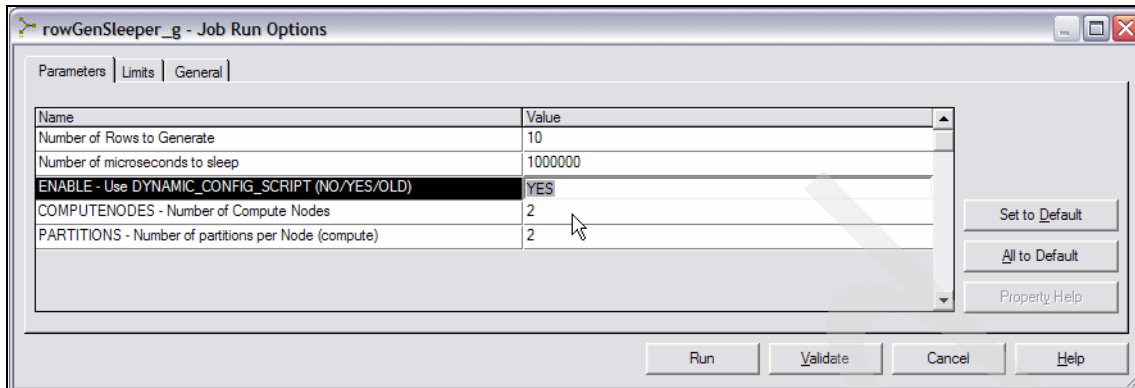 rowGenSleeper_g - Job Run Options
Parameters Limits General
Name Value
Number of Rows to Generate 10
Number of microseconds to sleep 1000000
ENABLE - Use DYNAMIC_CONFIG_SCRIPT (NO/YES/OLD) YES
COMPUTENODES - Number of Compute Nodes 2
PARTITIONS - Number of partitions per Node (compute) 2
Set to Default
All to Default
Property Help
Run Validate Cancel Help